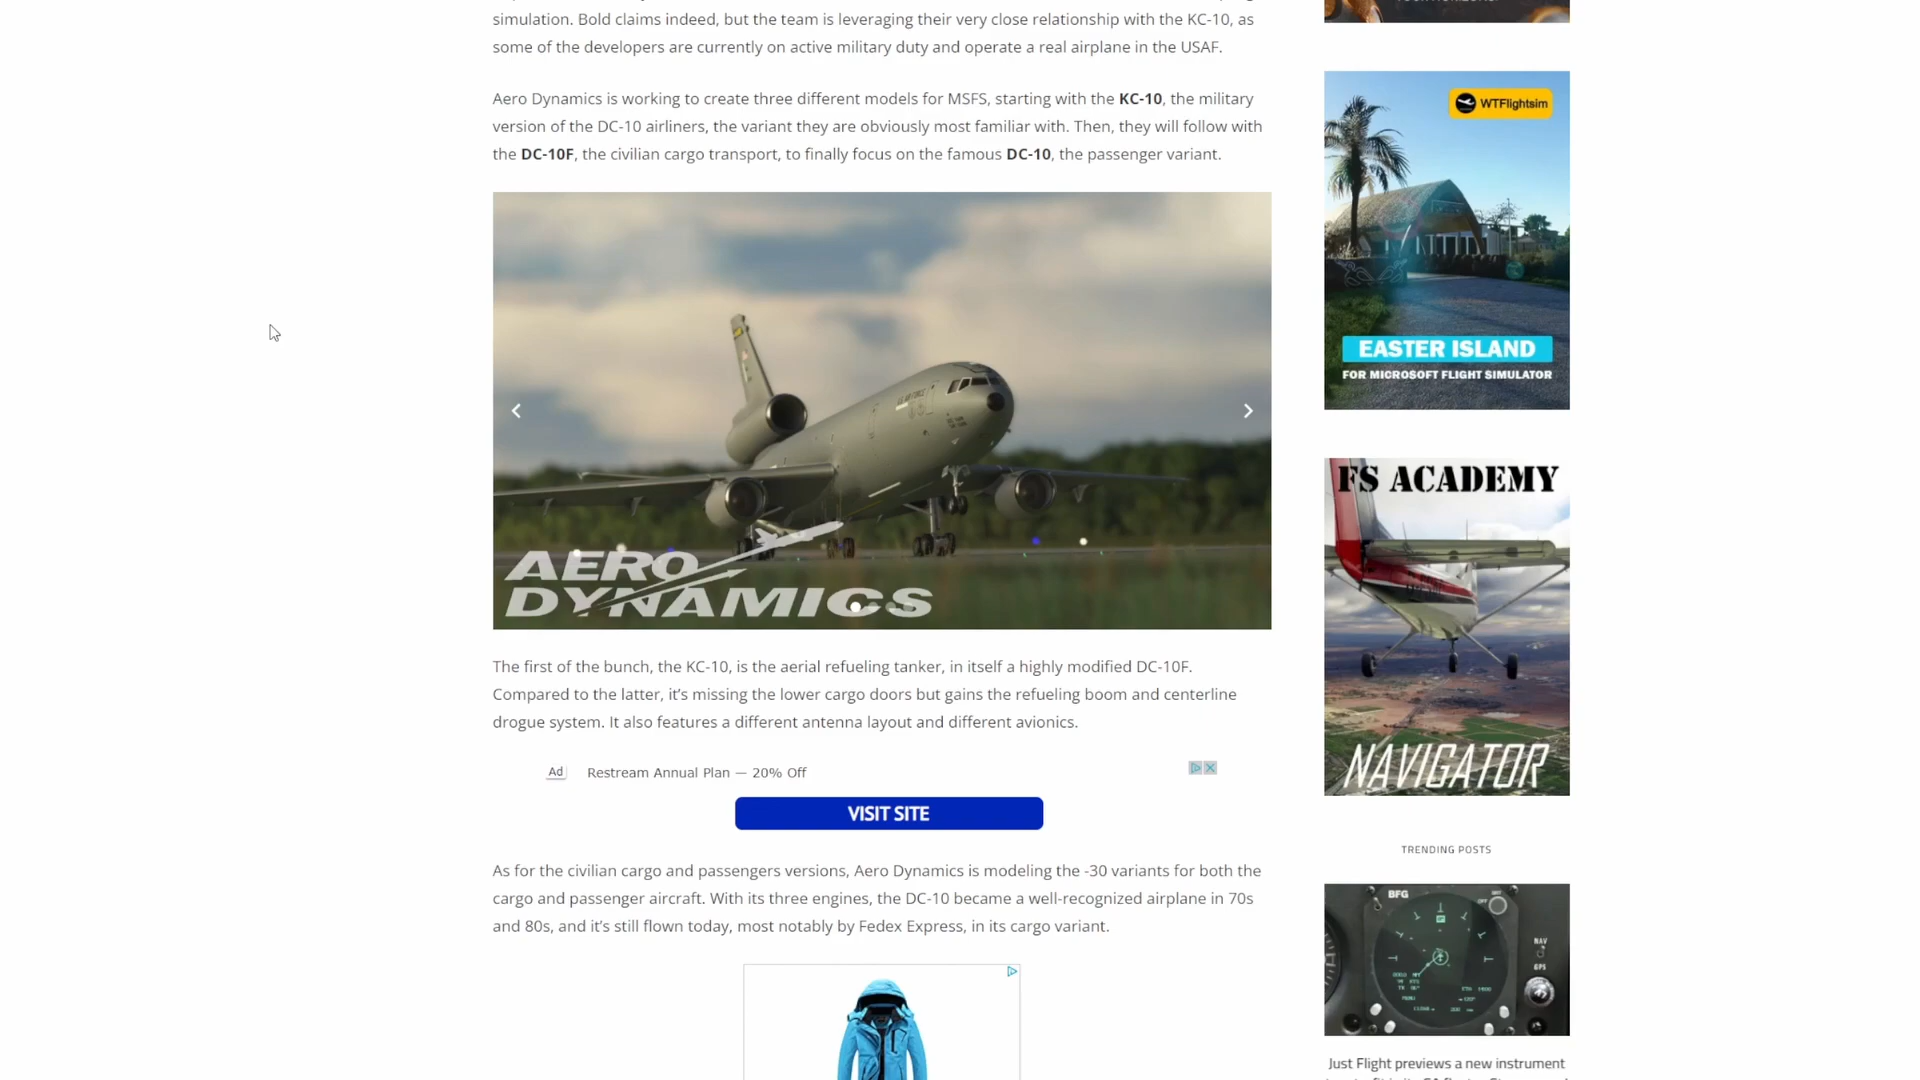 simulation. Bold claims indeed, but the team is leveraging their very close relationship with the KC-10, as
some of the developers are currently on active military duty and operate a real airplane in the USAF.
Aero Dynamics is working to create three different models for MSFS, starting with the KC-10, the military
version of the DC-10 airliners, the variant they are obviously most familiar with. Then, they will follow with
the DC-10F, the civilian cargo transport, to finally focus on the famous DC-10, the passenger variant.
AERO
DYNAMICS
The first of the bunch, the KC-10, is the aerial refueling tanker, in itself a highly modified DC-10F.
Compared to the latter, it's missing the lower cargo doors but gains the refueling boom and centerline
drogue system. It also features a different antenna layout and different avionics.
Ad Restream Annual Plan — 20% Off
VISIT SITE
As for the civilian cargo and passengers versions, Aero Dynamics is modeling the -30 variants for both the
cargo and passenger aircraft. With its three engines, the DC-10 became a well-recognized airplane in 70s
and 80s, and it's still flown today, most notably by Fedex Express, in its cargo variant.
WTFlightsim
EASTER ISLAND
FOR MICROSOFT FLIGHT SIMULATOR
FS ACADEMY
NAVIGATOR
TRENDING POSTS
BFG
OFF
NAV
GPS
Just Flight previews a new instrument